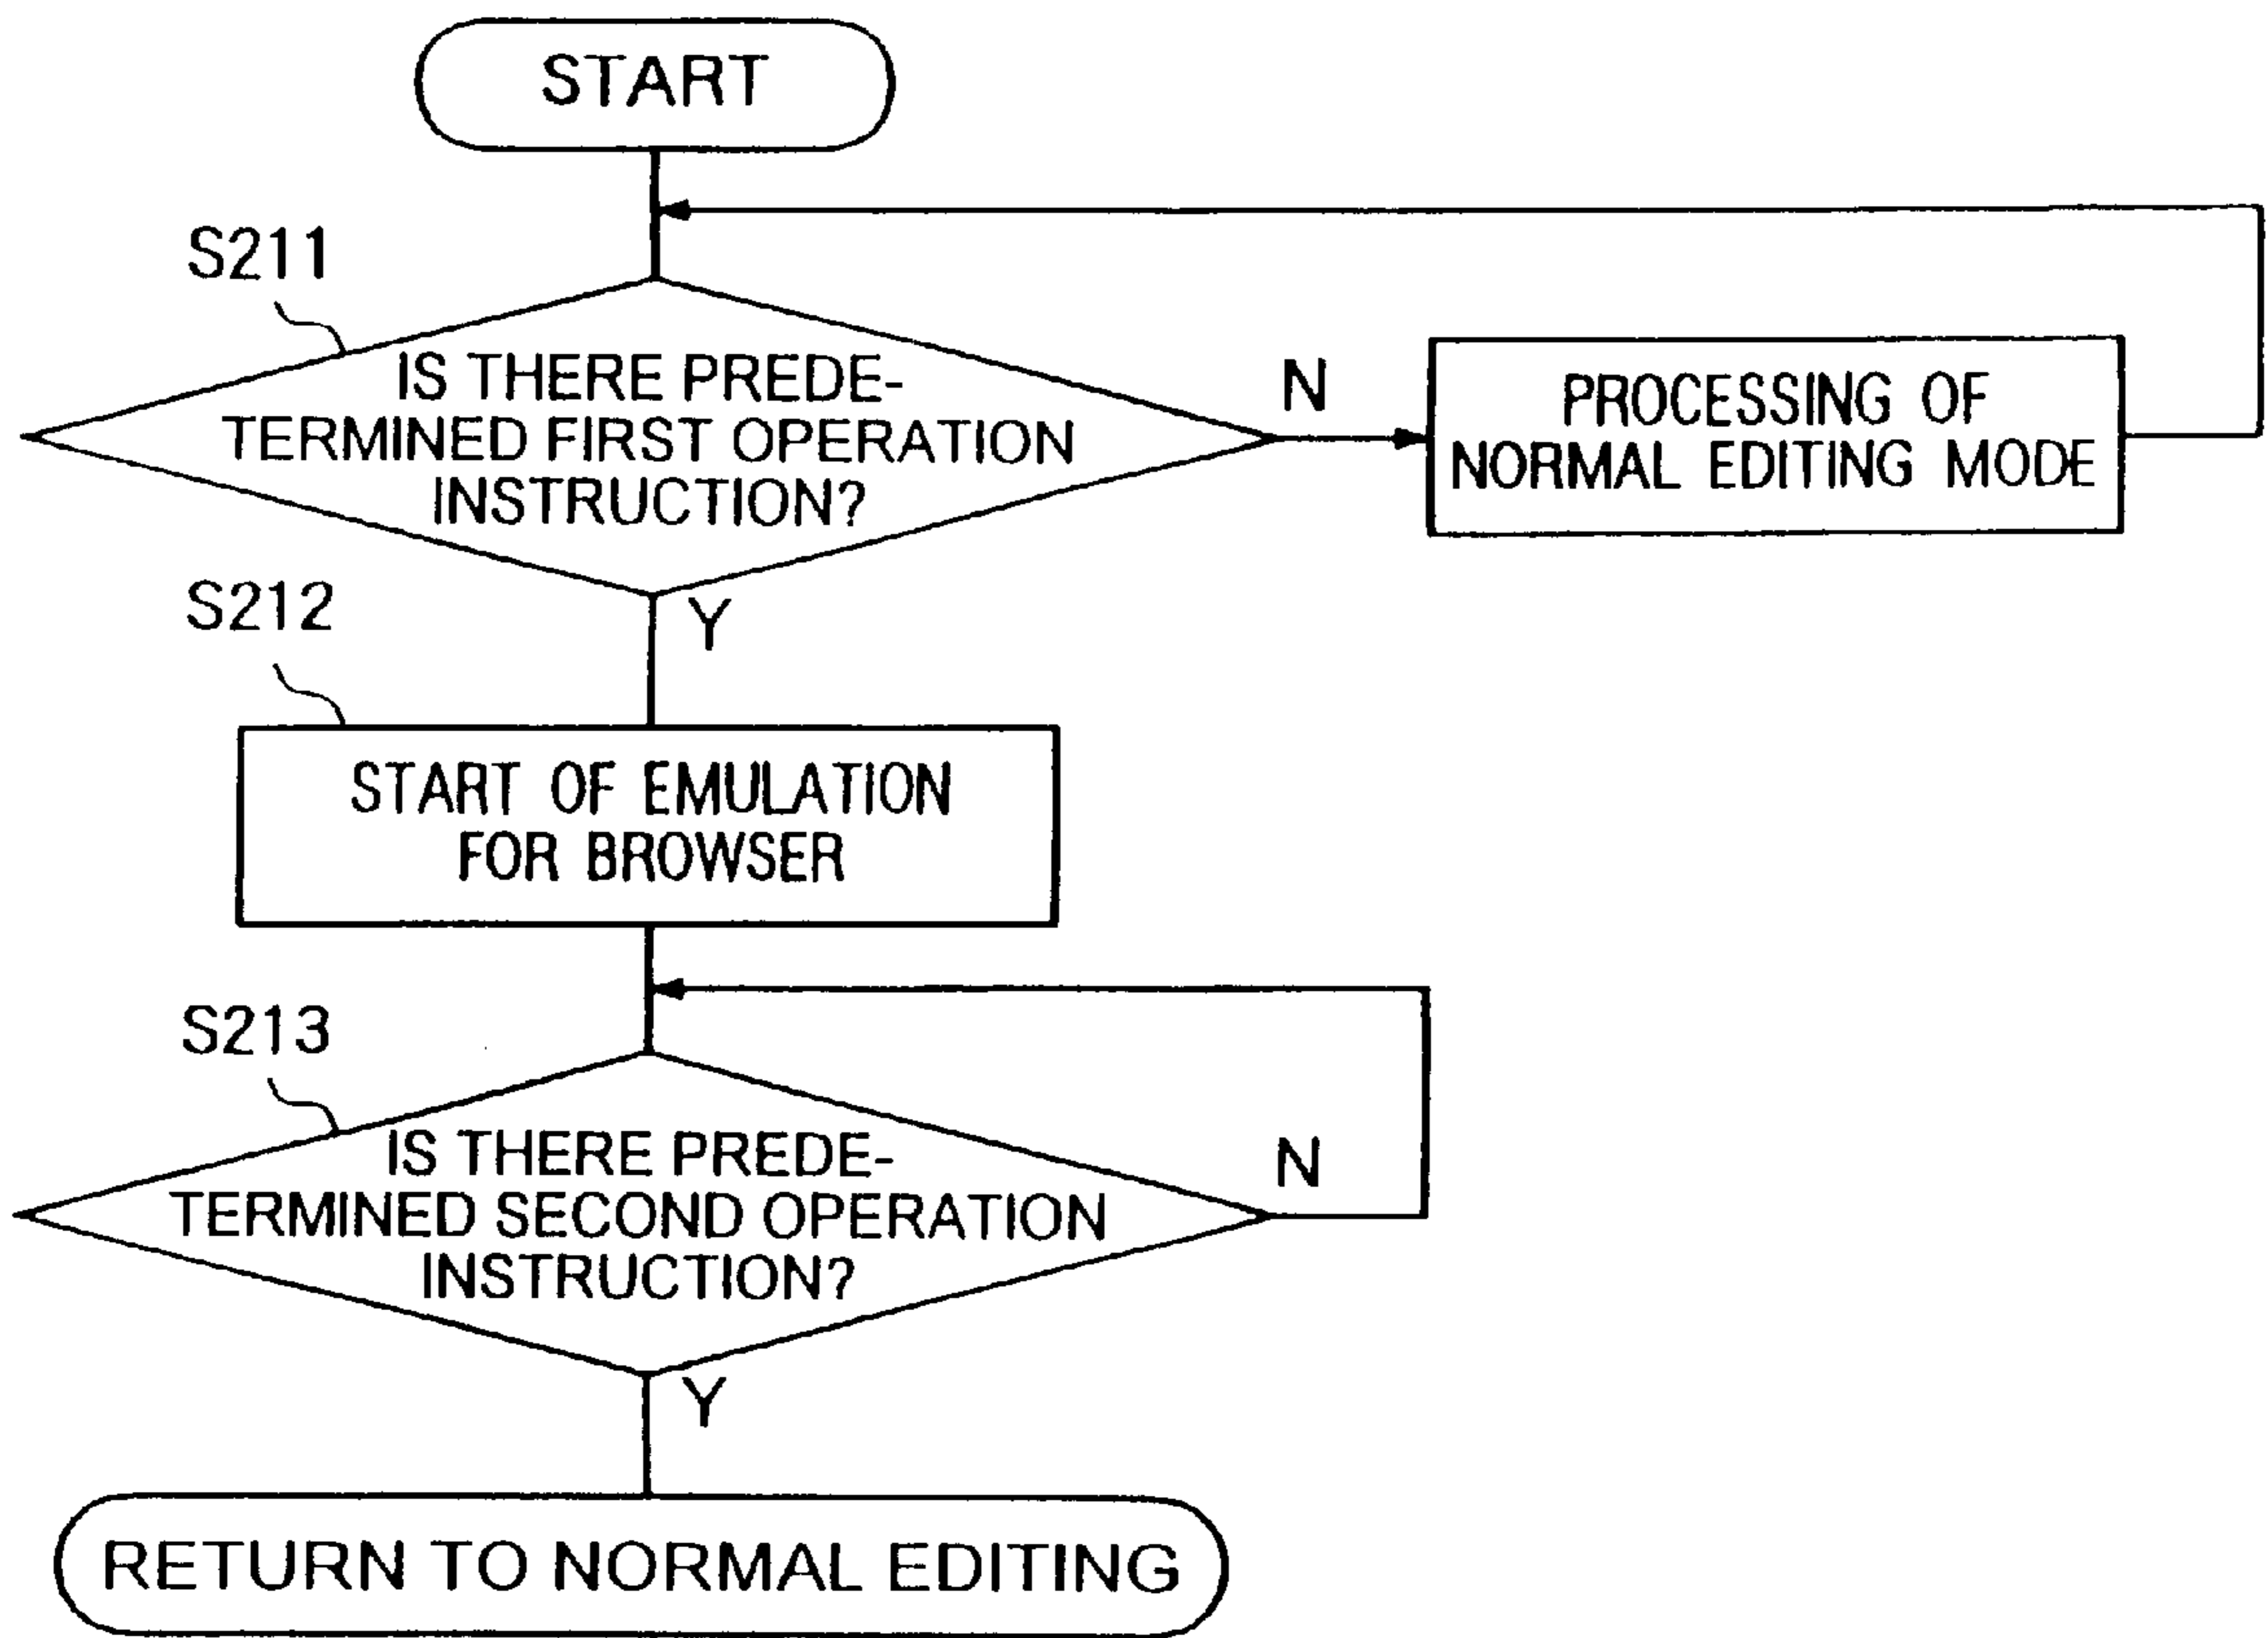 START
S211
IS THERE PREDE-
TERMINED FIRST OPERATION
INSTRUCTION?
N
PROCESSING OF
NORMAL EDITING MODE
Y
S212
START OF EMULATION
FOR BROWSER
S213
IS THERE PREDE-
TERMINED SECOND OPERATION
INSTRUCTION?
N
Y
RETURN TO NORMAL EDITING